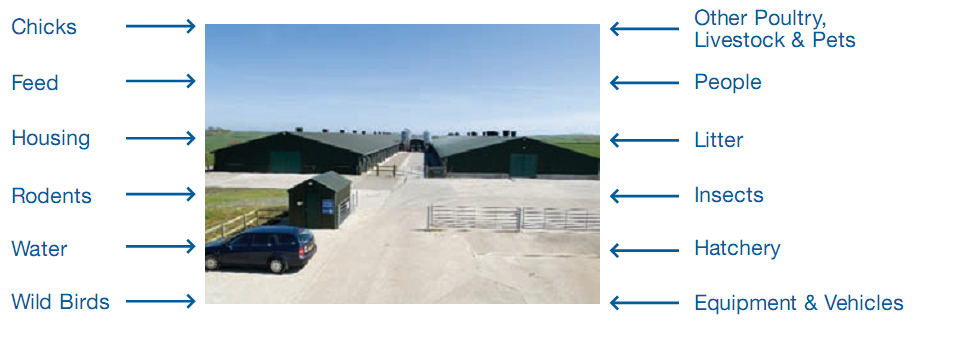 Chicks
Feed
Housing
Rodents
Water
Wild Birds
Other Poultry,
Livestock & Pets
People
Litter
Insects
Hatchery
Equipment & Vehicles